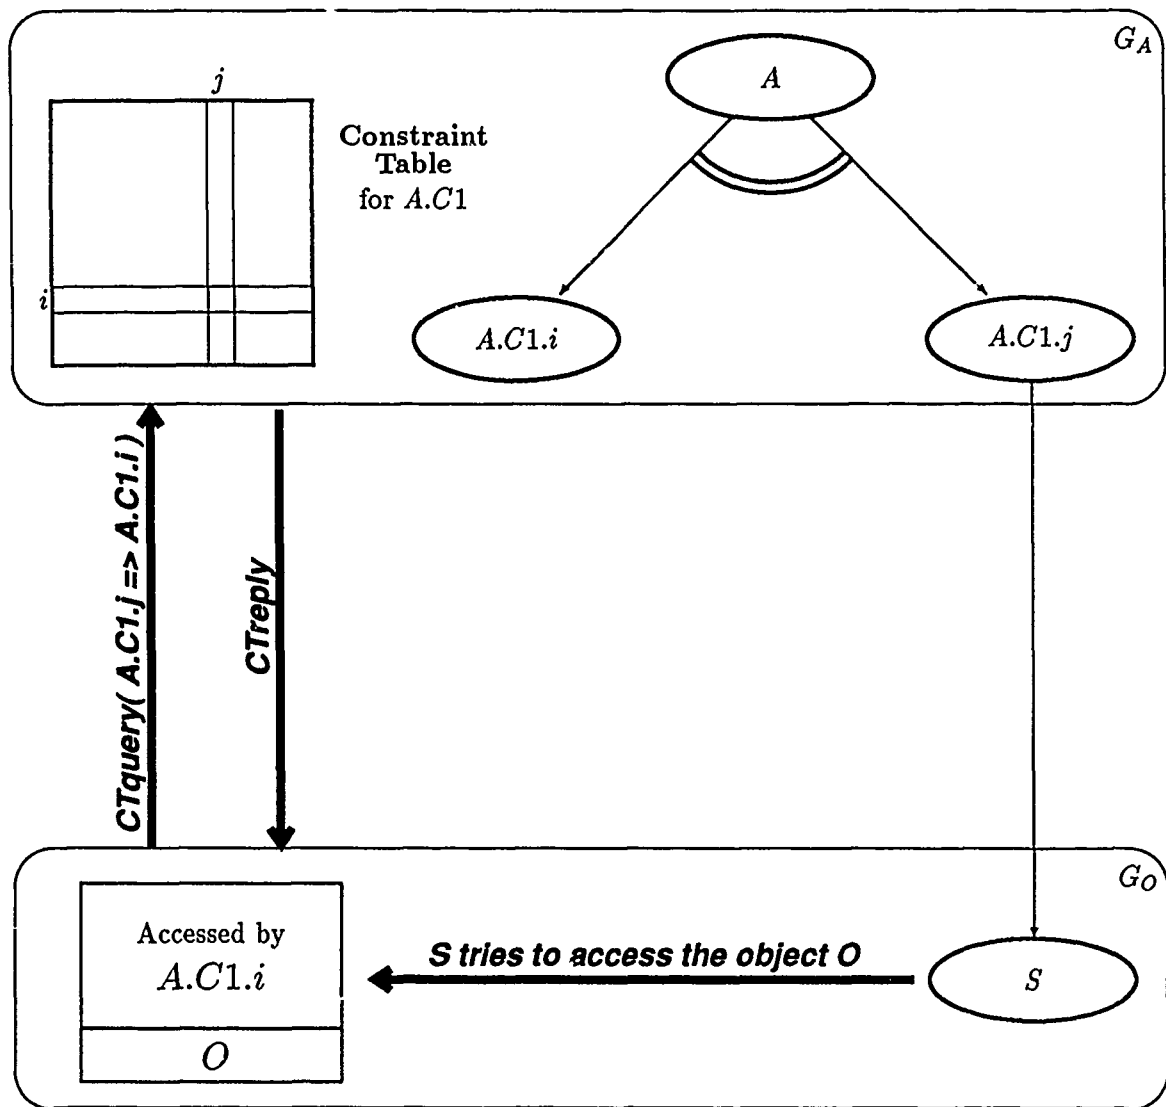 G_A
A
j
Constraint
Table
for A.C1
i
A.C1.i
A.C1.j
CTquery( A.C1.j => A.C1.i )
CTreply
G_O
Accessed by
A.C1.i
O
S tries to access the object O
S